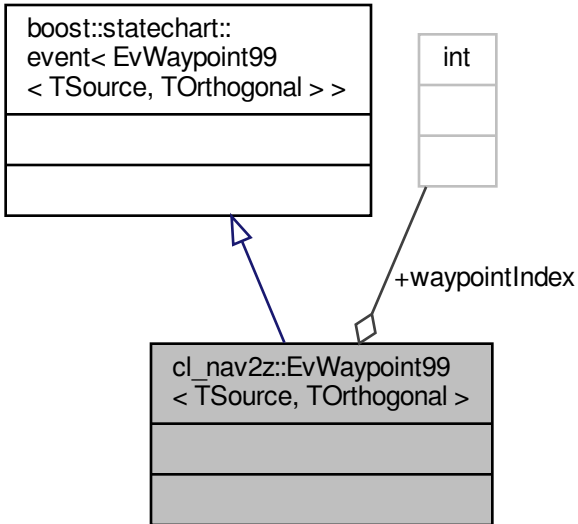 boost::statechart::
event< EvWaypoint99
< TSource, TOrthogonal > >
int
+waypointIndex
cl_nav2z::EvWaypoint99
< TSource, TOrthogonal >